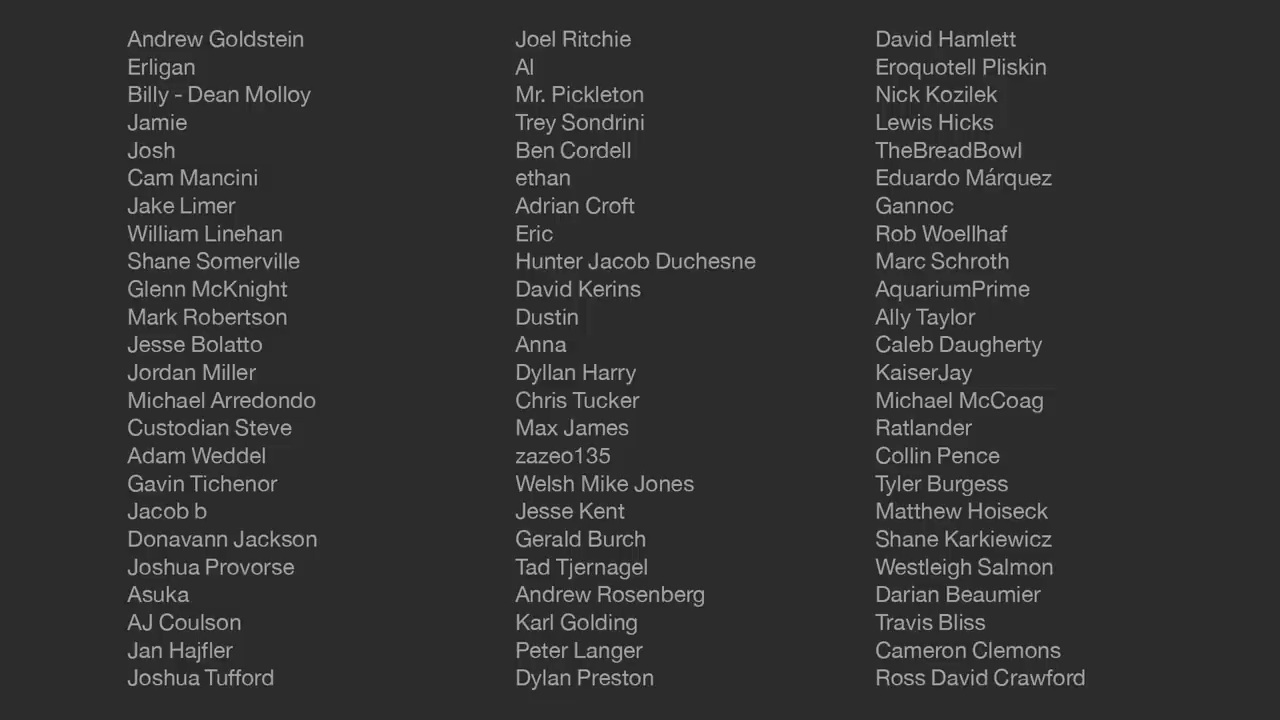 Andrew Goldstein
Erligan
Billy - Dean Molloy
Jamie
Josh
Cam Mancini
Jake Limer
William Linehan
Shane Somerville
Glenn McKnight
Mark Robertson
Jesse Bolatto
Jordan Miller
Michael Arredondo
Custodian Steve
Adam Weddel
Gavin Tichenor
Jacob b
Donavann Jackson
Joshua Provorse
Asuka
AJ Coulson
Jan Hajfler
Joshua Tufford
Joel Ritchie
Al
Mr. Pickleton
Trey Sondrini
Ben Cordell
ethan
Adrian Croft
Eric
Hunter Jacob Duchesne
David Kerins
Dustin
Anna
Dyllan Harry
Chris Tucker
Max James
zazeo135
Welsh Mike Jones
Jesse Kent
Gerald Burch
Tad Tjernagel
Andrew Rosenberg
Karl Golding
Peter Langer
Dylan Preston
David Hamlett
Eroquotell Pliskin
Nick Kozilek
Lewis Hicks
TheBreadBowl
Eduardo Márquez
Gannoc
Rob Woellhaf
Marc Schroth
AquariumPrime
Ally Taylor
Caleb Daugherty
KaiserJay
Michael McCoag
Ratlander
Collin Pence
Tyler Burgess
Matthew Hoiseck
Shane Karkiewicz
Westleigh Salmon
Darian Beaumier
Travis Bliss
Cameron Clemons
Ross David Crawford